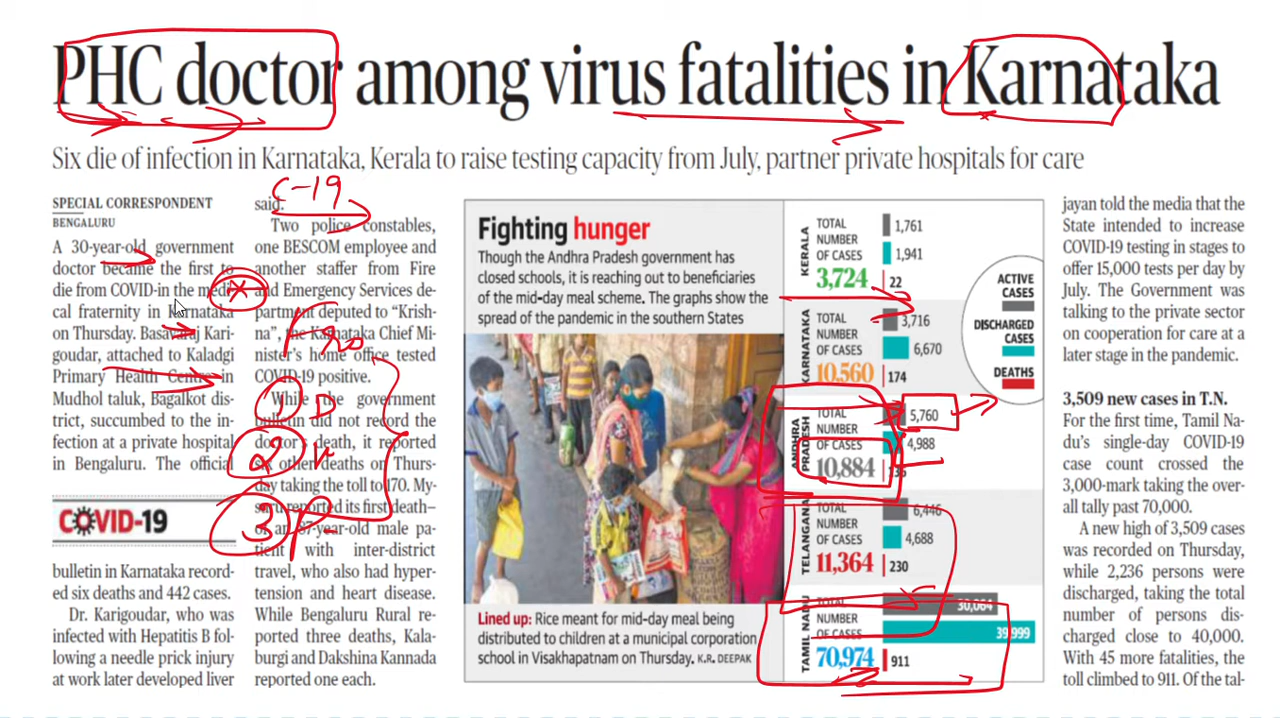 PHC doctor among virus fatalities in Karnataka
Six die of infection in Karnataka, Kerala to raise testing capacity from July, partner private hospitals for care
SPECIAL CORRESPONDENT
BENGALURU
A 30-year-old government
doctor became the first to
die from COVID-in the medi-
cal fraternity in Karnataka
on Thursday. Basavaraj Kari-
goudar, attached to Kaladgi
Primary Health Centre in
Mudhol taluk, Bagalkot dis-
trict, succumbed to the in-
fection at a private hospital
in Bengaluru. The official
COVID-19
bulletin in Karnataka record-
ed six deaths and 442 cases.
Dr. Karigoudar, who was
infected with Hepatitis B fol-
lowing a needle prick injury
at work later developed liver
C-19
said.
Two police constables,
one BESCOM employee and
another staffer from Fire
and Emergency Services de-
partment deputed to “Krish-
na”, the Karnataka Chief Mi-
nister's home office tested
COVID-19 positive.
While the government
bulletin did not record the
doctor's death, it reported
six other deaths on Thurs-
day taking the toll to 170. My-
suru reported its first death–
of an 87-year-old male pa-
tient with inter-district
travel, who also had hyper-
tension and heart disease.
While Bengaluru Rural re-
ported three deaths, Kala-
burgi and Dakshina Kannada
reported one each.
1 D
2
3 P
Fighting hunger
Though the Andhra Pradesh government has
closed schools, it is reaching out to beneficiaries
of the mid-day meal scheme. The graphs show the
spread of the pandemic in the southern States
Lined up: Rice meant for mid-day meal being
distributed to children at a municipal corporation
school in Visakhapatnam on Thursday. K.R. DEEPAK
KERALA
TOTAL NUMBER OF CASES
3,724
1,761
1,941
22
KARNATAKA
TOTAL NUMBER OF CASES
10,560
3,716
6,670
174
ANDHRA PRADESH
TOTAL NUMBER OF CASES
10,884
5,760
4,988
TELANGANA
TOTAL NUMBER OF CASES
11,364
6,446
4,688
230
TAMIL NADU
TOTAL NUMBER OF CASES
70,974
30,064
39,999
911
ACTIVE CASES
DISCHARGED CASES
DEATHS
jayan told the media that the
State intended to increase
COVID-19 testing in stages to
offer 15,000 tests per day by
July. The Government was
talking to the private sector
on cooperation for care at a
later stage in the pandemic.
3,509 new cases in T.N.
For the first time, Tamil Na-
du's single-day COVID-19
case count crossed the
3,000-mark taking the over-
all tally past 70,000.
A new high of 3,509 cases
was recorded on Thursday,
while 2,236 persons were
discharged, taking the total
number of persons dis-
charged close to 40,000.
With 45 more fatalities, the
toll climbed to 911. Of the tal-